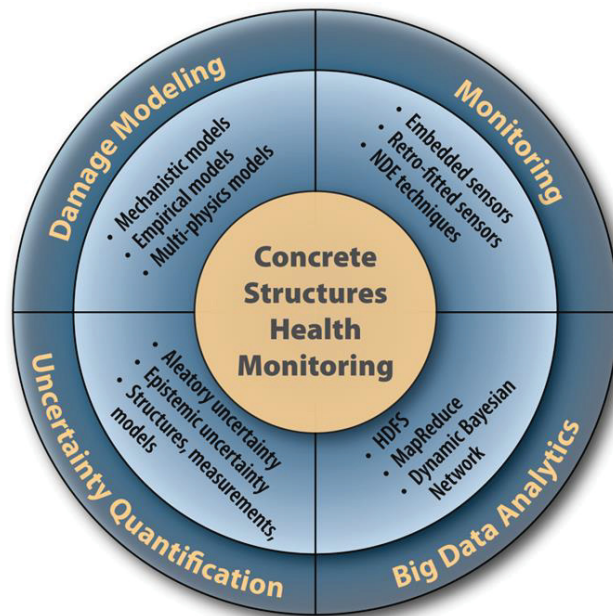 Damage Modeling
• Mechanistic models
• Empirical models
• Multi-physics models
Monitoring
• Embedded sensors
• Retro-fitted sensors
• NDE techniques
Concrete
Structures
Health
Monitoring
Uncertainty Quantification
• Aleatory uncertainty
• Epistemic uncertainty
• Structures, measurements,
models
Big Data Analytics
• HDFS
• MapReduce
• Dynamic Bayesian
Network